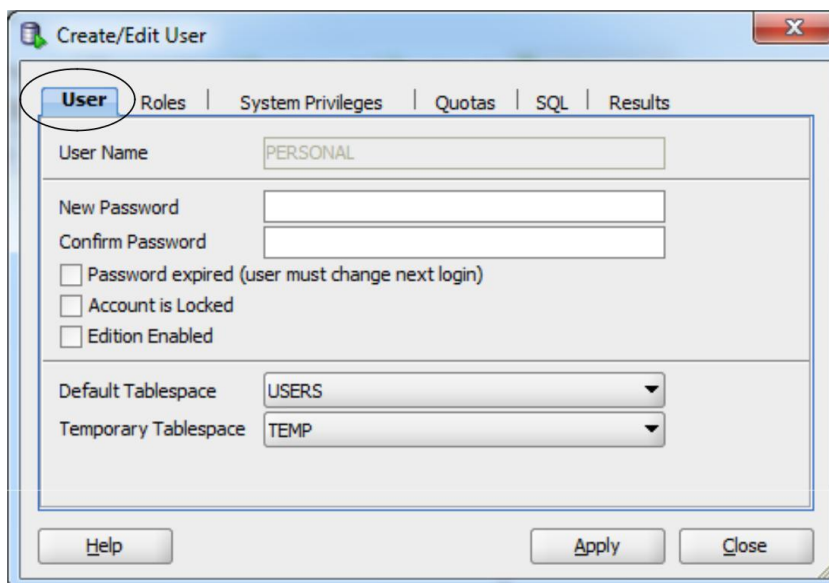 Create/Edit User
User Roles System Privileges Quotas SQL Results
User Name PERSONAL
New Password
Confirm Password
Password expired (user must change next login)
Account is Locked
Edition Enabled
Default Tablespace USERS
Temporary Tablespace TEMP
Help Apply Close